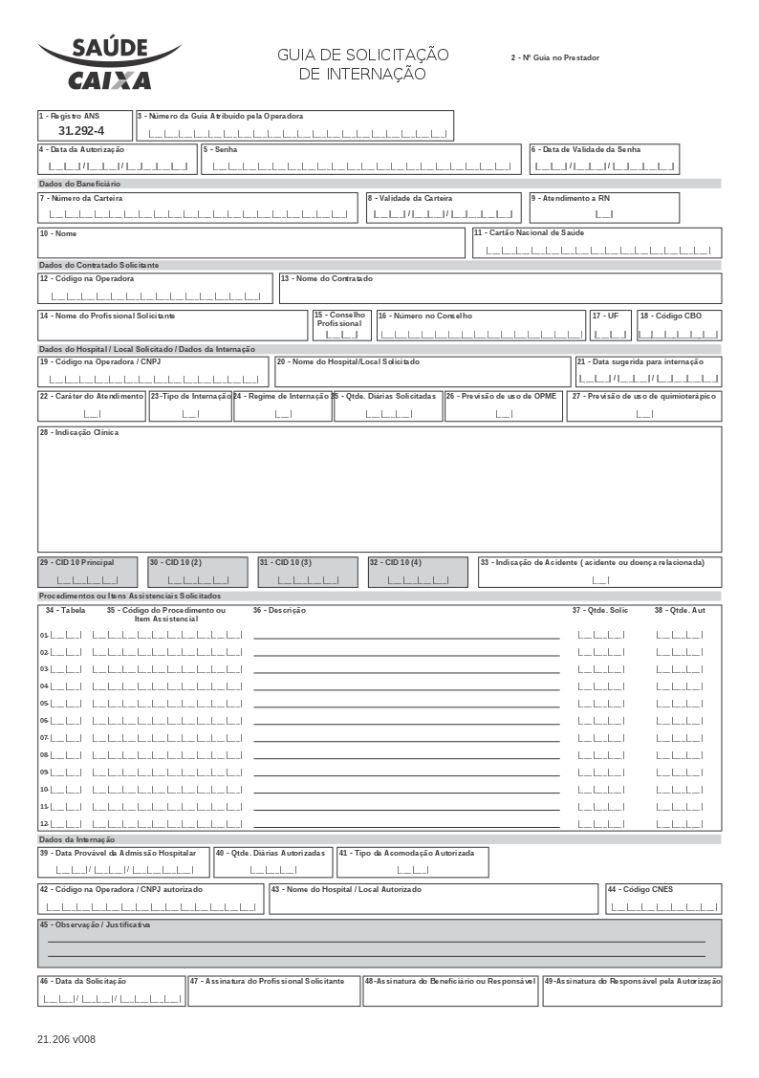 SAÚDE
CAIXA
GUIA DE SOLICITAÇÃO
DE INTERNAÇÃO
2 - Nº Guia no Prestador
1 - Registro ANS
31.292-4
3 - Número da Guia Atribuído pela Operadora
4 - Data da Autorização
5 - Senha
6 - Data de Validade da Senha
Dados do Beneficiário
7 - Número da Carteira
8 - Validade da Carteira
9 - Atendimento a RN
10 - Nome
11 - Cartão Nacional de Saúde
Dados do Contratado Solicitante
12 - Código na Operadora
13 - Nome do Contratado
14 - Nome do Profissional Solicitante
15 - Conselho
Profissional
16 - Número no Conselho
17 - UF
18 - Código CBO
Dados do Hospital / Local Solicitado / Dados da Internação
19 - Código na Operadora / CNPJ
20 - Nome do Hospital/Local Solicitado
21 - Data sugerida para internação
22 - Caráter do Atendimento
23-Tipo de Internação
24 - Regime de Internação
25 - Qtde. Diárias Solicitadas
26 - Previsão de uso de OPME
27 - Previsão de uso de quimioterápico
28 - Indicação Clínica
29 - CID 10 Principal
30 - CID 10 (2)
31 - CID 10 (3)
32 - CID 10 (4)
33 - Indicação de Acidente ( acidente ou doença relacionada)
Procedimentos ou Itens Assistenciais Solicitados
34 - Tabela
35 - Código do Procedimento ou
Item Assistencial
36 - Descrição
37 - Qtde. Solic
38 - Qtde. Aut
01-
02-
03-
04-
05-
06-
07-
08-
09-
10-
11-
12-
Dados da Internação
39 - Data Provável da Admissão Hospitalar
40 - Qtde. Diárias Autorizadas
41 - Tipo da Acomodação Autorizada
42 - Código na Operadora / CNPJ autorizado
43 - Nome do Hospital / Local Autorizado
44 - Código CNES
45 - Observação / Justificativa
46 - Data da Solicitação
47 - Assinatura do Profissional Solicitante
48-Assinatura do Beneficiário ou Responsável
49-Assinatura do Responsável pela Autorização
21.206 v008